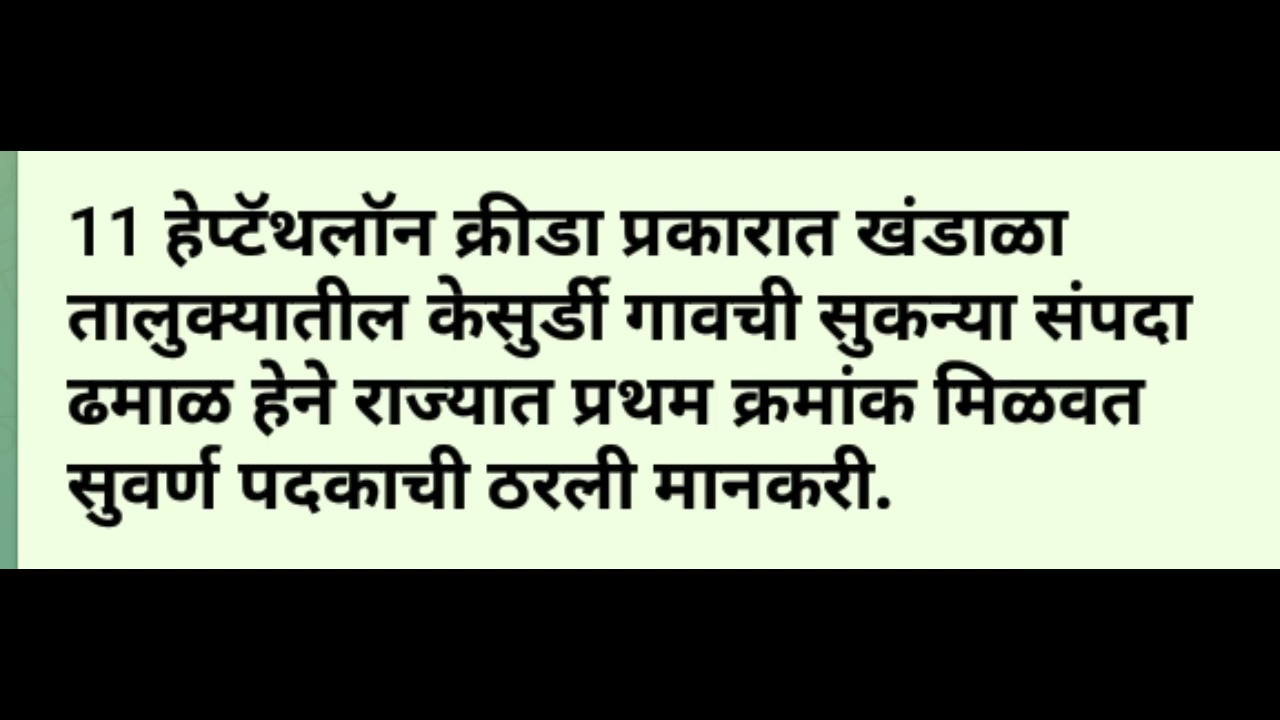 11 हेप्टॅथलॉन क्रीडा प्रकारात खंडाळा
तालुक्यातील केसुर्डी गावची सुकन्या संपदा
ढमाळ हेने राज्यात प्रथम क्रमांक मिळवत
सुवर्ण पदकाची ठरली मानकरी.